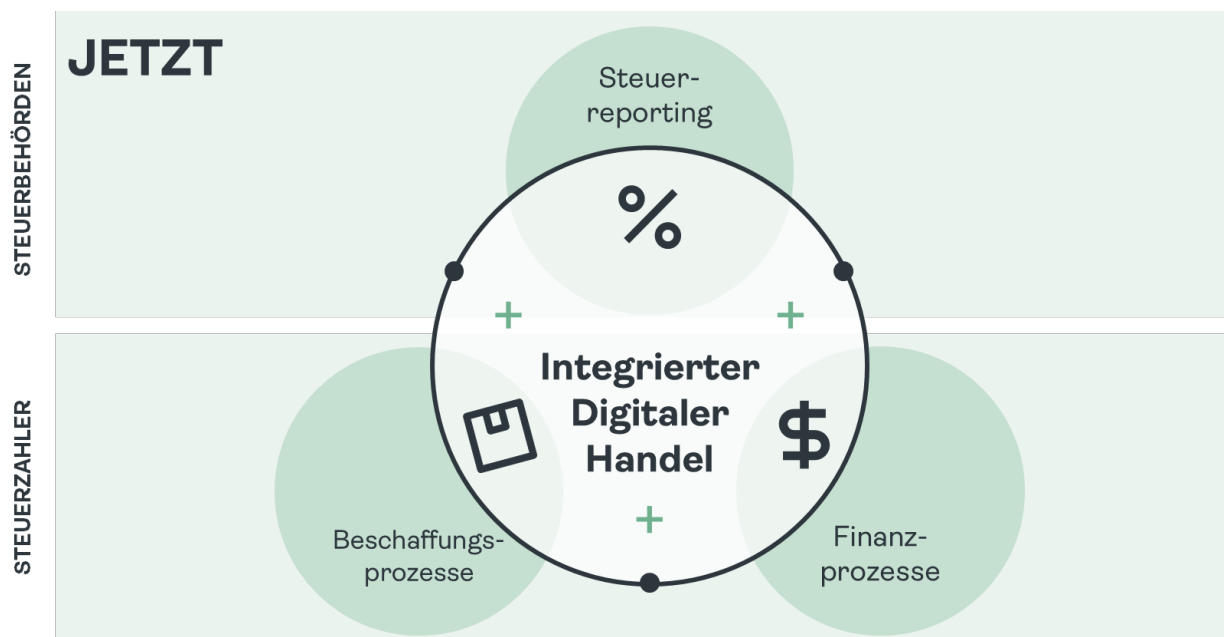 JETZT
STEUERBEHÖRDEN
Steuer-
reporting
%
Integrierter
Digitaler
Handel
$
STEUERZAHLER
Beschaffungs-
prozesse
Finanz-
prozesse